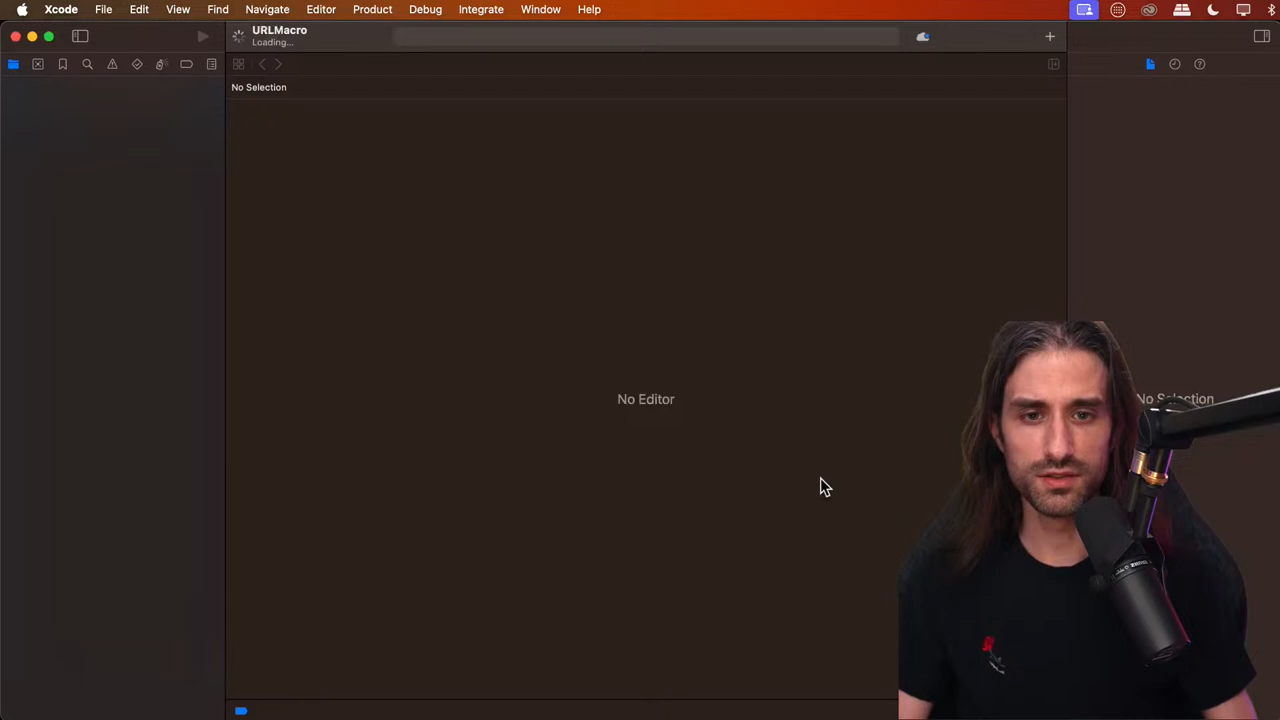 Xcode File Edit View Find Navigate Editor Product Debug Integrate Window Help
URLMacro
Loading...
No Selection
No Editor
No Selection